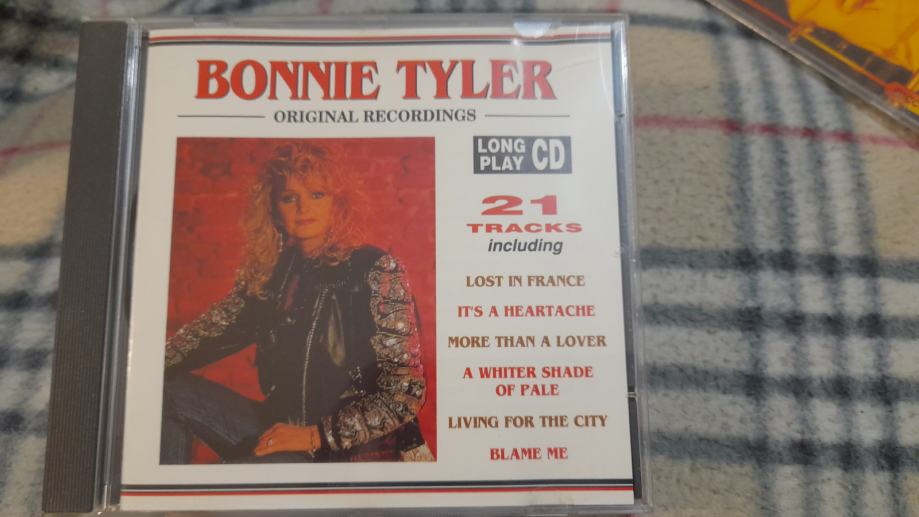 BONNIE TYLER
ORIGINAL RECORDINGS
LONG PLAY CD
21
TRACKS
including
LOST IN FRANCE
IT'S A HEARTACHE
MORE THAN A LOVER
A WHITER SHADE
OF PALE
LIVING FOR THE CITY
BLAME ME